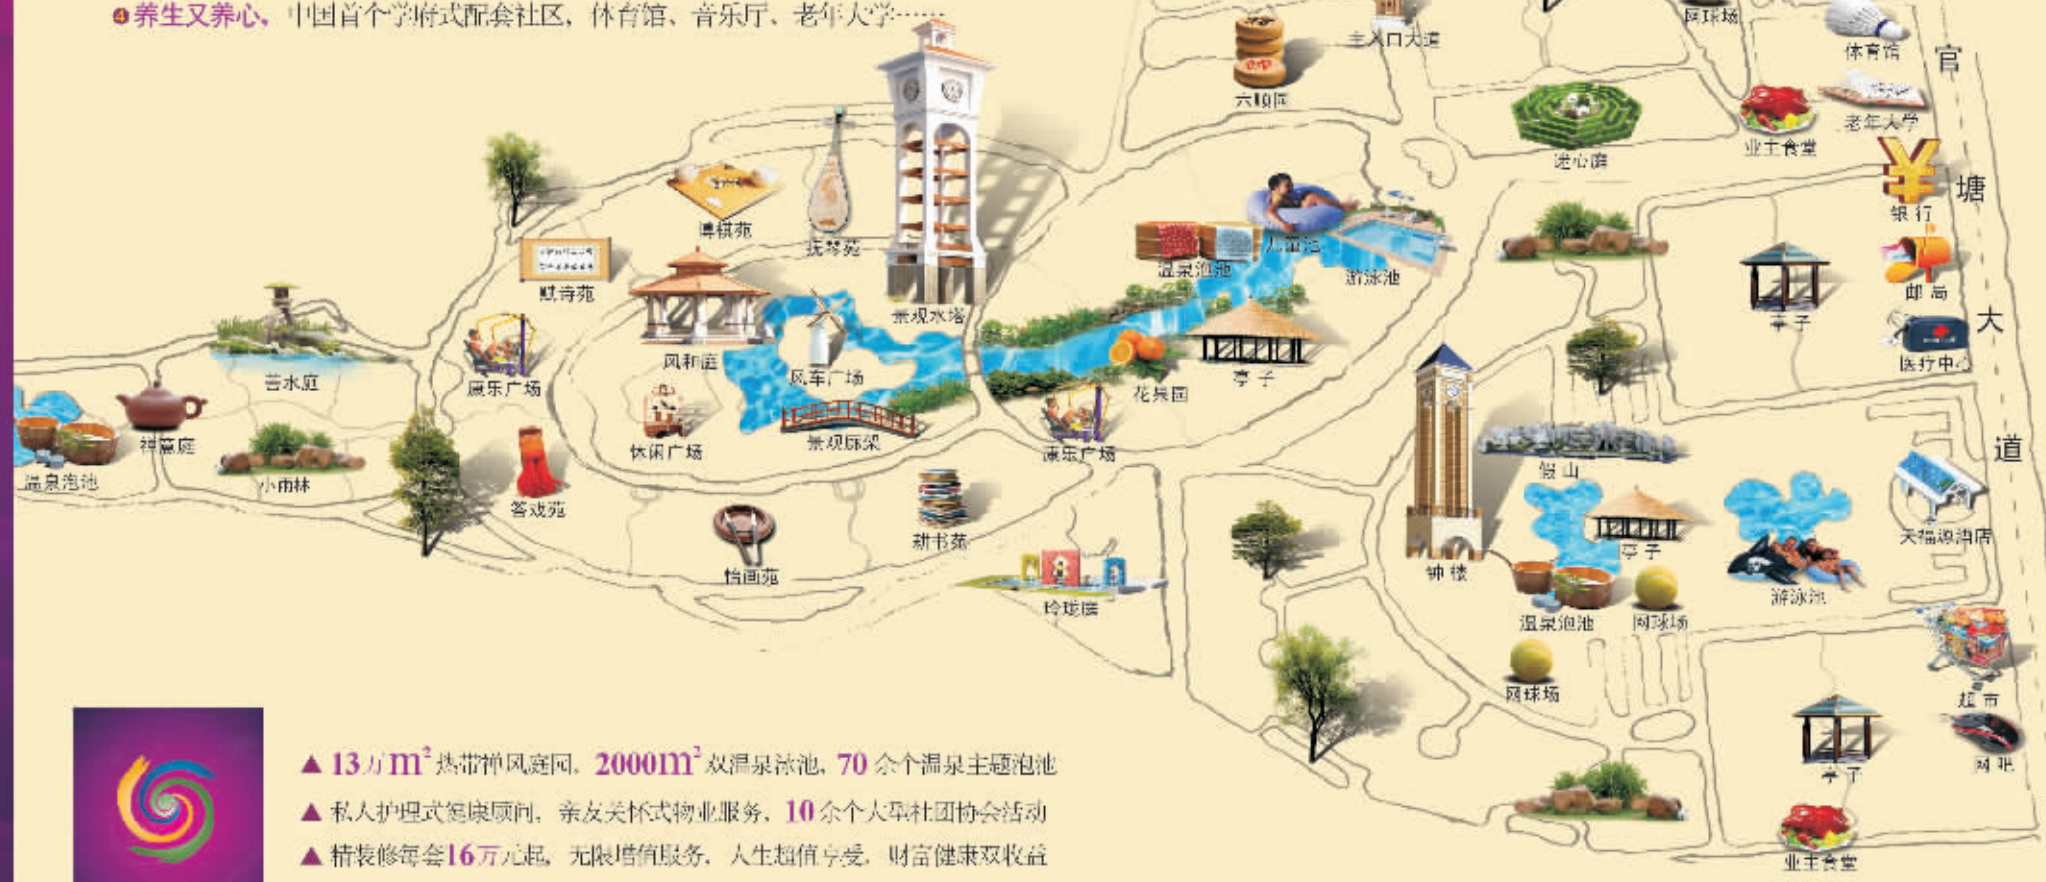 ④养生又养心，中国首个学府式配套社区，体育馆、音乐厅、老年大学……
网球场
主入口大道
体育馆
官
六顺园
老年大学
业主食堂
迷心庭
塘
银行
博棋苑
抚琴苑
儿童池
温泉泡池
游泳池
赋诗苑
邮局
景观水塔
亭子
大
风和庭
医疗中心
善水庭
康乐广场
风车广场
亭子
花果园
禅意庭
休闲广场
景观廊架
康乐广场
道
假山
温泉泡池
小雨林
答戏苑
耕书苑
天福源酒店
亭子
钟楼
怡画苑
玲珑庭
游泳池
温泉泡池
网球场
网球场
超市
网吧
亭子
▲13万m²热带禅风庭园，2000m²双温泉泳池，70余个温泉主题泡池
▲私人护理式健康顾问，亲友关怀式物业服务，10余个大型社团协会活动
▲精装修每套16万元起，无限增值服务，人生超值享受，财富健康双收益
业主食堂